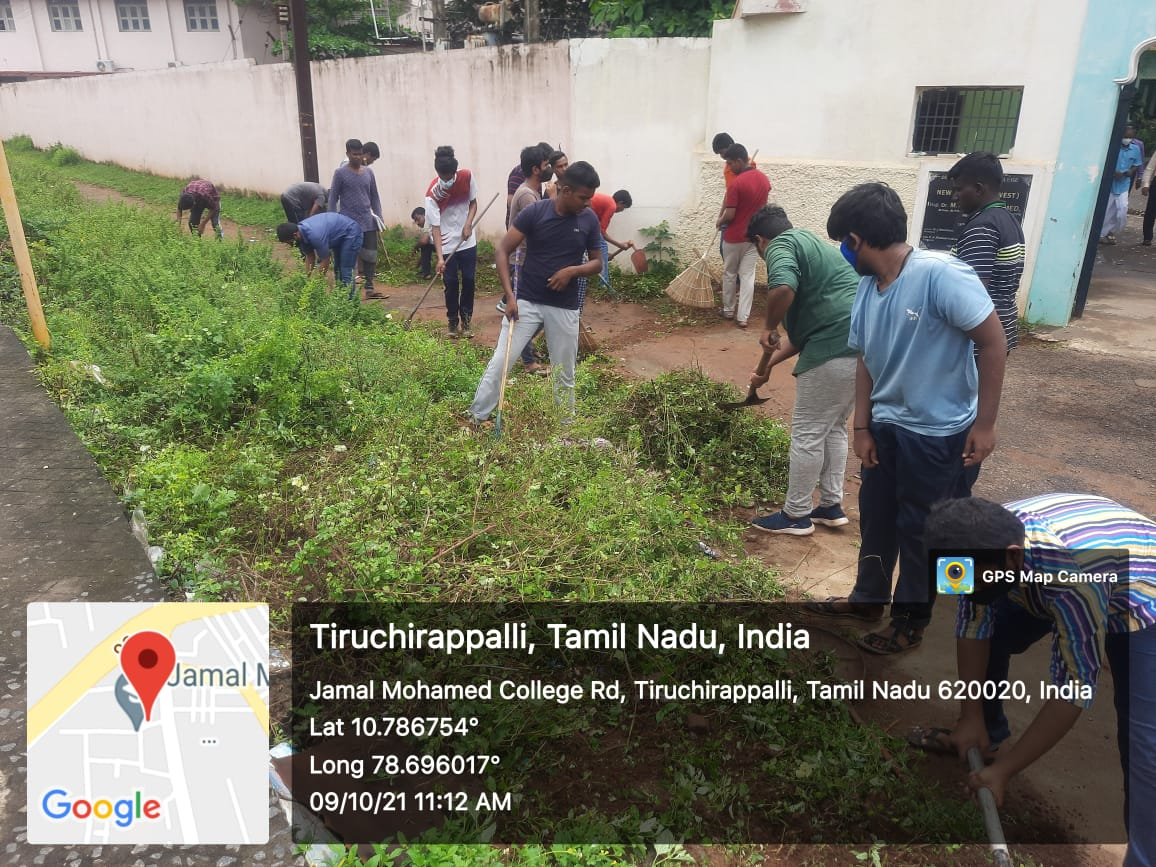 COLLEGE
GPS Map Camera
Tiruchirappalli, Tamil Nadu, India
Jamal Mohamed College Rd, Tiruchirappalli, Tamil Nadu 620020, India
Lat 10.786754°
Long 78.696017°
09/10/21 11:12 AM
Jamal M
Google